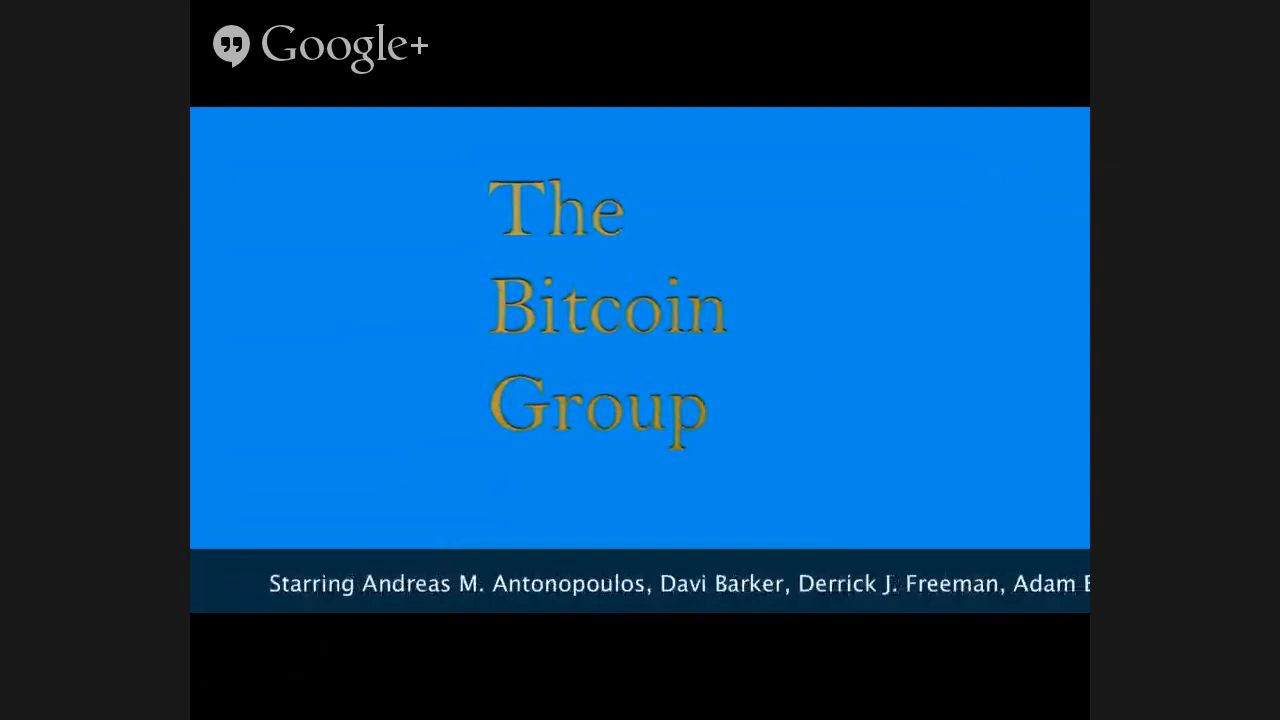 Google+
The
Bitcoin
Group
Starring Andreas M. Antonopoulos, Davi Barker, Derrick J. Freeman, Adam